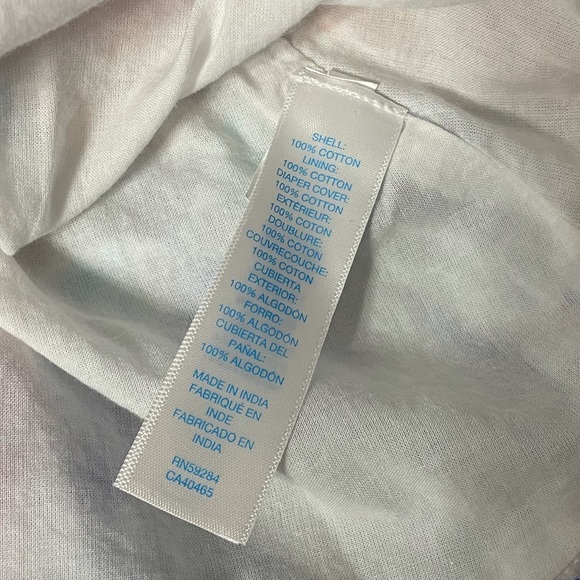 SHELL:
100% COTTON
LINING:
100% COTTON
DIAPER COVER:
100% COTTON
EXTÉRIEUR:
100% COTON
DOUBLURE:
100% COTON
COUVRECOUCHE:
100% COTON
CUBIERTA
EXTERIOR:
100% ALGODÓN
FORRO:
100% ALGODÓN
CUBIERTA DEL
PAÑAL:
100% ALGODÓN
MADE IN INDIA
FABRIQUÉ EN
INDE
FABRICADO EN
INDIA
RN59284
CA40465